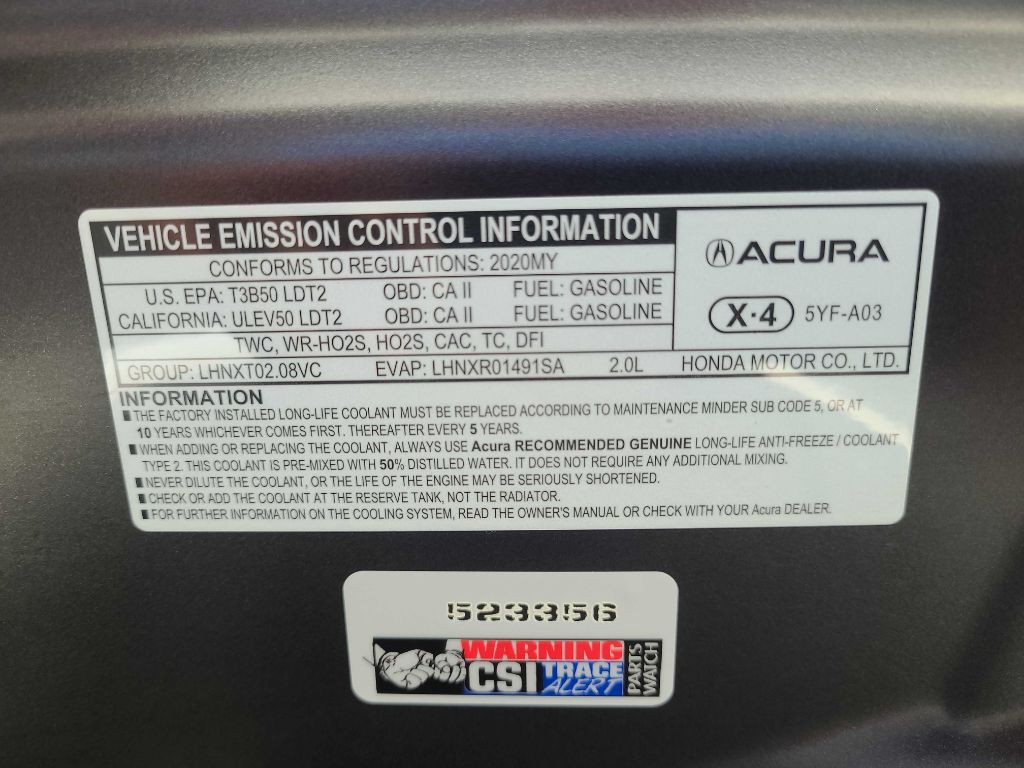 VEHICLE EMISSION CONTROL INFORMATION
CONFORMS TO REGULATIONS: 2020MY
U.S. EPA: T3B50 LDT2 OBD: CA II FUEL: GASOLINE
CALIFORNIA: ULEV50 LDT2 OBD: CA II FUEL: GASOLINE
TWC, WR-HO2S, HO2S, CAC, TC, DFI
ACURA
X·4 5YF-A03
GROUP: LHNXT02.08VC EVAP: LHNXR01491SA 2.0L HONDA MOTOR CO., LTD.
INFORMATION
■ THE FACTORY INSTALLED LONG-LIFE COOLANT MUST BE REPLACED ACCORDING TO MAINTENANCE MINDER SUB CODE 5, OR AT
10 YEARS WHICHEVER COMES FIRST. THEREAFTER EVERY 5 YEARS.
■ WHEN ADDING OR REPLACING THE COOLANT, ALWAYS USE Acura RECOMMENDED GENUINE LONG-LIFE ANTI-FREEZE / COOLANT
TYPE 2. THIS COOLANT IS PRE-MIXED WITH 50% DISTILLED WATER. IT DOES NOT REQUIRE ANY ADDITIONAL MIXING.
■ NEVER DILUTE THE COOLANT, OR THE LIFE OF THE ENGINE MAY BE SERIOUSLY SHORTENED.
■ CHECK OR ADD THE COOLANT AT THE RESERVE TANK, NOT THE RADIATOR.
■ FOR FURTHER INFORMATION ON THE COOLING SYSTEM, READ THE OWNER'S MANUAL OR CHECK WITH YOUR Acura DEALER.
523356
WARNING
CSI TRACE
ALERT
PARTS
WATCH